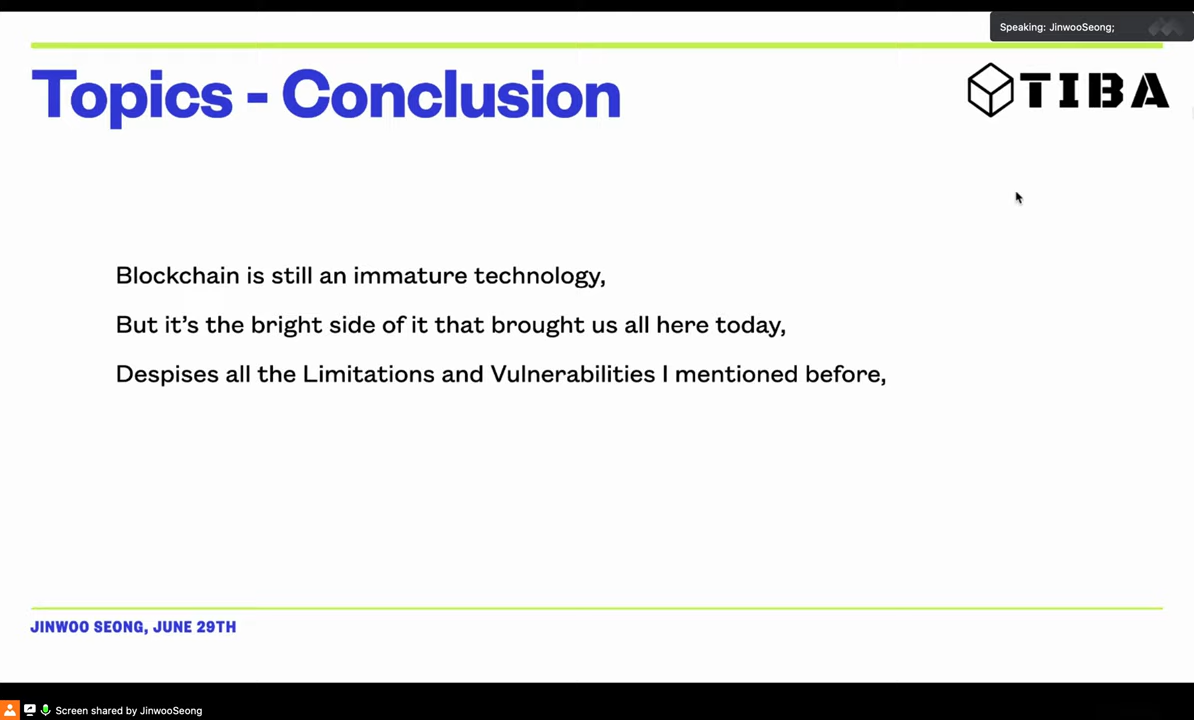 Speaking: JinwooSeong;
Topics - Conclusion
TIBA
Blockchain is still an immature technology,
But it’s the bright side of it that brought us all here today,
Despises all the Limitations and Vulnerabilities I mentioned before,
JINWOO SEONG, JUNE 29TH
Screen shared by JinwooSeong